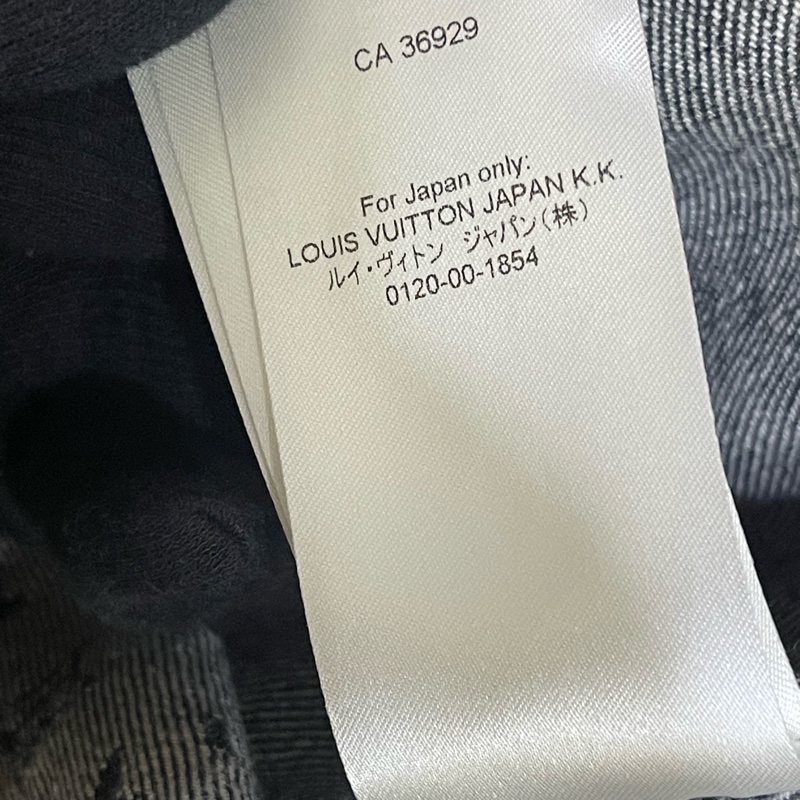 CA 36929
For Japan only:
LOUIS VUITTON JAPAN K.K.
ルイ・ヴィトン ジャパン(株)
0120-00-1854